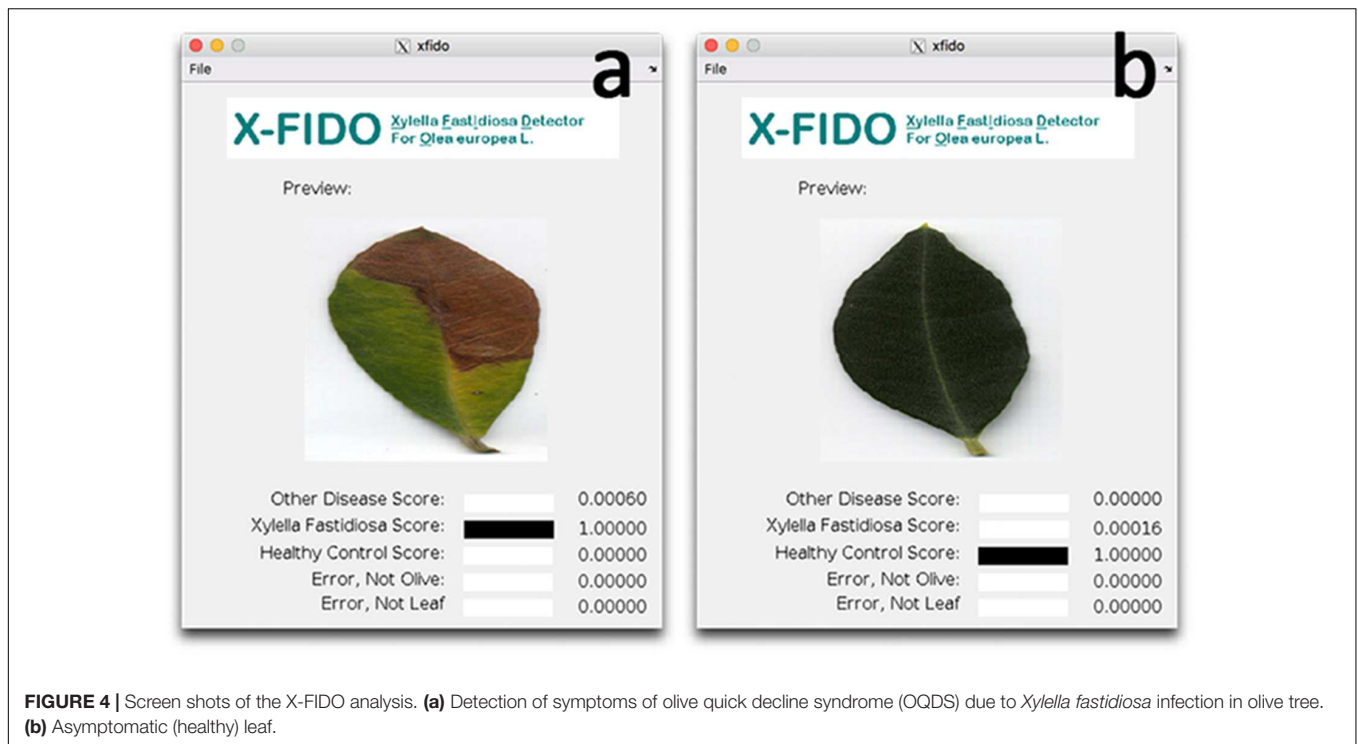 xfido
a
File
X-FIDO Xylella FastIdiosa Detector
For Olea europea L.
Preview:
Other Disease Score: 0.00060
Xylella Fastidiosa Score: 1.00000
Healthy Control Score: 0.00000
Error, Not Olive: 0.00000
Error, Not Leaf 0.00000
xfido
b
File
X-FIDO Xylella FastIdiosa Detector
For Olea europea L.
Preview:
Other Disease Score: 0.00000
Xylella Fastidiosa Score: 0.00016
Healthy Control Score: 1.00000
Error, Not Olive: 0.00000
Error, Not Leaf 0.00000
FIGURE 4 | Screen shots of the X-FIDO analysis. (a) Detection of symptoms of olive quick decline syndrome (OQDS) due to Xylella fastidiosa infection in olive tree.
(b) Asymptomatic (healthy) leaf.